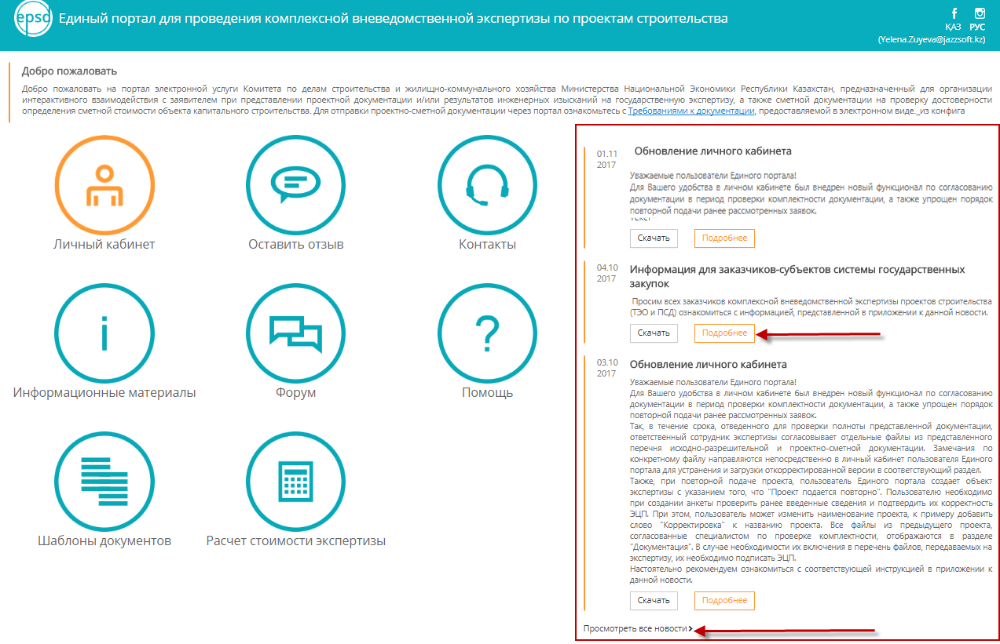 epsd
Единый портал для проведения комплексной вневедомственной экспертизы по проектам строительства
ҚАЗ РУС
(Yelena.Zuyeva@jazzsoft.kz)
Добро пожаловать
Добро пожаловать на портал электронной услуги Комитета по делам строительства и жилищно-коммунального хозяйства Министерства Национальной Экономики Республики Казахстан, предназначенный для организации
интерактивного взаимодействия с заявителем при представлении проектной документации и/или результатов инженерных изысканий на государственную экспертизу, а также сметной документации на проверку достоверности
определения сметной стоимости объекта капитального строительства. Для отправки проектно-сметной документации через портал ознакомьтесь с Требованиями к документации, предоставляемой в электронном виде._из конфига
Личный кабинет
Оставить отзыв
Контакты
Информационные материалы
Форум
Помощь
Шаблоны документов
Расчет стоимости экспертизы
01.11
2017
Обновление личного кабинета
Уважаемые пользователи Единого портала!
Для Вашего удобства в личном кабинете был внедрен новый функционал по согласованию
документации в период проверки комплектности документации, а также упрощен порядок
повторной подачи ранее рассмотренных заявок.
Скачать
Подробнее
04.10
2017
Информация для заказчиков-субъектов системы государственных
закупок
Просим всех заказчиков комплексной вневедомственной экспертизы проектов строительства
(ТЭО и ПСД) ознакомиться с информацией, представленной в приложении к данной новости.
Скачать
Подробнее
03.10
2017
Обновление личного кабинета
Уважаемые пользователи Единого портала!
Для Вашего удобства в личном кабинете был внедрен новый функционал по согласованию
документации в период проверки комплектности документации, а также упрощен порядок
повторной подачи ранее рассмотренных заявок.
Так, в течение срока, отведенного для проверки полноты представленной документации,
ответственный сотрудник экспертизы согласовывает отдельные файлы из представленного
перечня исходно-разрешительной и проектно-сметной документации. Замечания по
конкретному файлу направляются непосредственно в личный кабинет пользователя Единого
портала для устранения и загрузки откорректированной версии в соответствующий раздел.
Также, при повторной подаче проекта, пользователь Единого портала создает объект
экспертизы с указанием того, что "Проект подается повторно". Пользователю необходимо
при создании анкеты проверить ранее введенные сведения и подтвердить их корректность
ЭЦП. При этом, пользователь может изменить наименование проекта, к примеру добавить
слово "Корректировка" к названию проекта. Все файлы из предыдущего проекта,
согласованные специалистом по проверке комплектности, отображаются в разделе
"Документация". В случае необходимости их включения в перечень файлов, передаваемых на
экспертизу, их необходимо подписать ЭЦП.
Настоятельно рекомендуем ознакомиться с соответствующей инструкцией в приложении к
данной новости.
Скачать
Подробнее
Просмотреть все новости